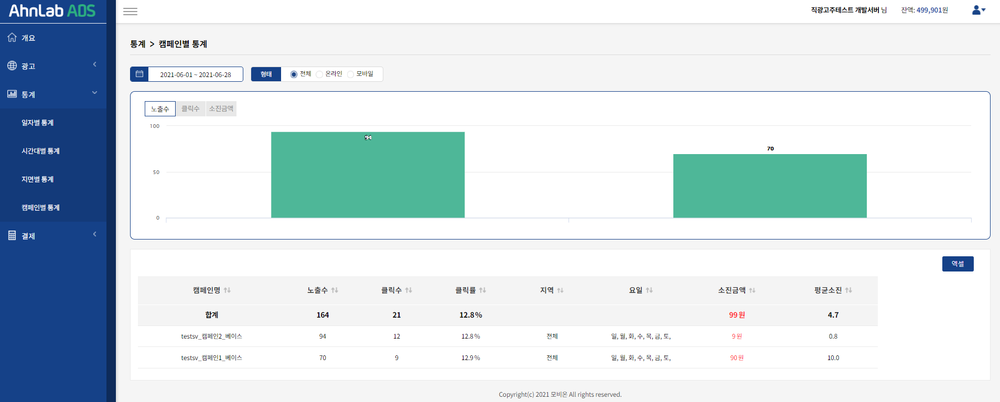 AhnLab ADS
직광고주테스트 개발서버 님 잔액: 499,901원
개요
광고
통계
일자별 통계
시간대별 통계
지면별 통계
캠페인별 통계
결제
통계 > 캠페인별 통계
2021-06-01 ~ 2021-06-28 형태 전체 온라인 모바일
노출수 클릭수 소진금액
100
50
0
94
70
엑셀
캠페인명 노출수 클릭수 클릭률 지역 요일 소진금액 평균소진
합계 164 21 12.8% 99원 4.7
testsv_캠페인2_베이스 94 12 12.8% 전체 일, 월, 화, 수, 목, 금, 토, 9원 0.8
testsv_캠페인1_베이스 70 9 12.9% 전체 일, 월, 화, 수, 목, 금, 토, 90원 10.0
Copyright(c) 2021 모비온 All rights reserved.